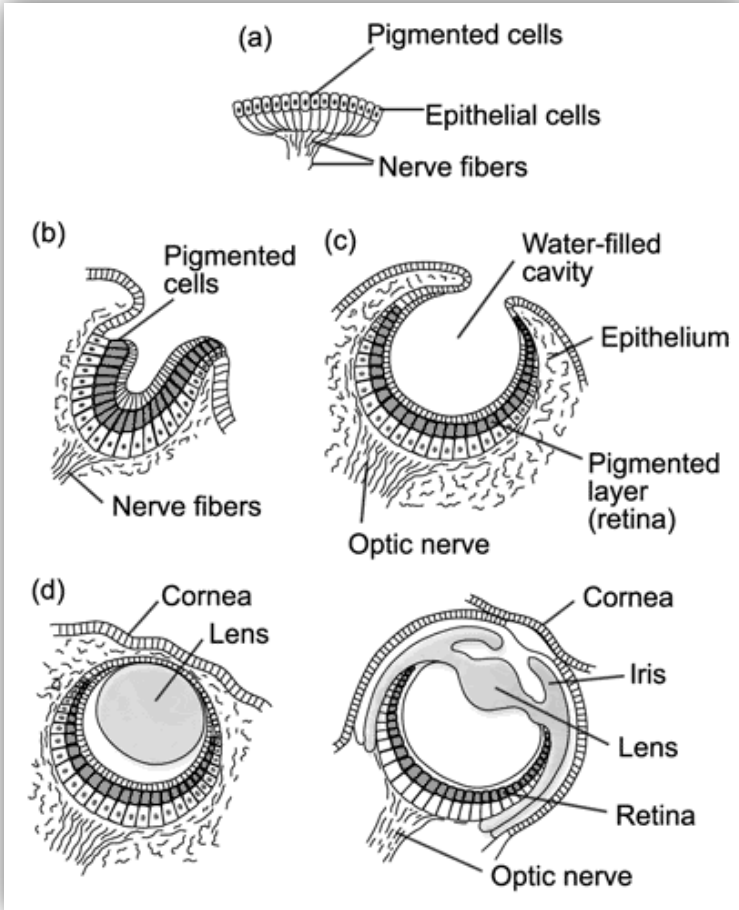 (a)
Pigmented cells
Epithelial cells
Nerve fibers
(b)
Pigmented
cells
Nerve fibers
(c)
Water-filled
cavity
Epithelium
Pigmented
layer
(retina)
Optic nerve
(d)
Cornea
Lens
Cornea
Iris
Lens
Retina
Optic nerve